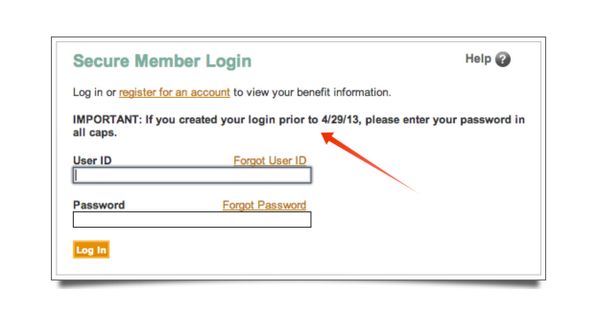 Secure Member Login
Help ?
Log in or register for an account to view your benefit information.
IMPORTANT: If you created your login prior to 4/29/13, please enter your password in
all caps.
User ID Forgot User ID
Password Forgot Password
Log In